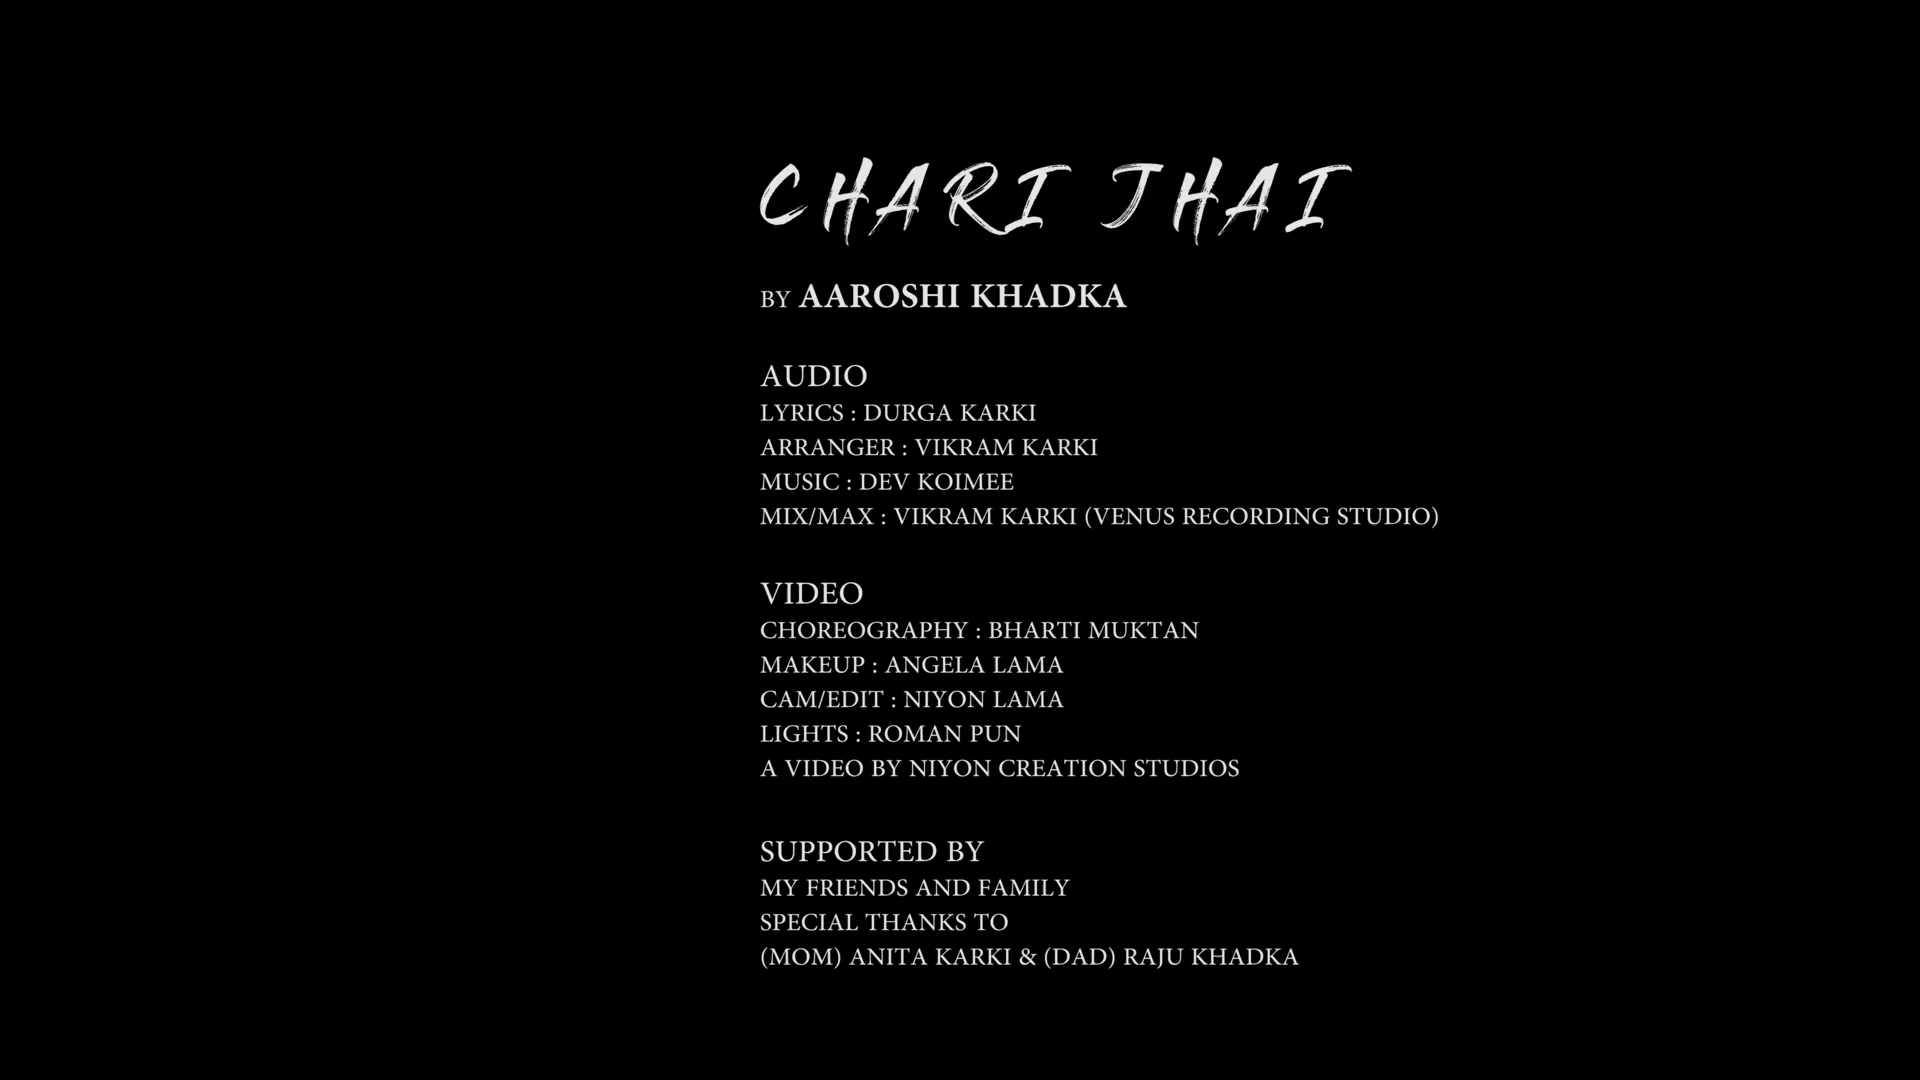 CHARI JHAI
BY AAROSHI KHADKA
AUDIO
LYRICS : DURGA KARKI
ARRANGER : VIKRAM KARKI
MUSIC : DEV KOIMEE
MIX/MAX : VIKRAM KARKI (VENUS RECORDING STUDIO)
VIDEO
CHOREOGRAPHY : BHARTI MUKTAN
MAKEUP : ANGELA LAMA
CAM/EDIT : NIYON LAMA
LIGHTS : ROMAN PUN
A VIDEO BY NIYON CREATION STUDIOS
SUPPORTED BY
MY FRIENDS AND FAMILY
SPECIAL THANKS TO
(MOM) ANITA KARKI & (DAD) RAJU KHADKA